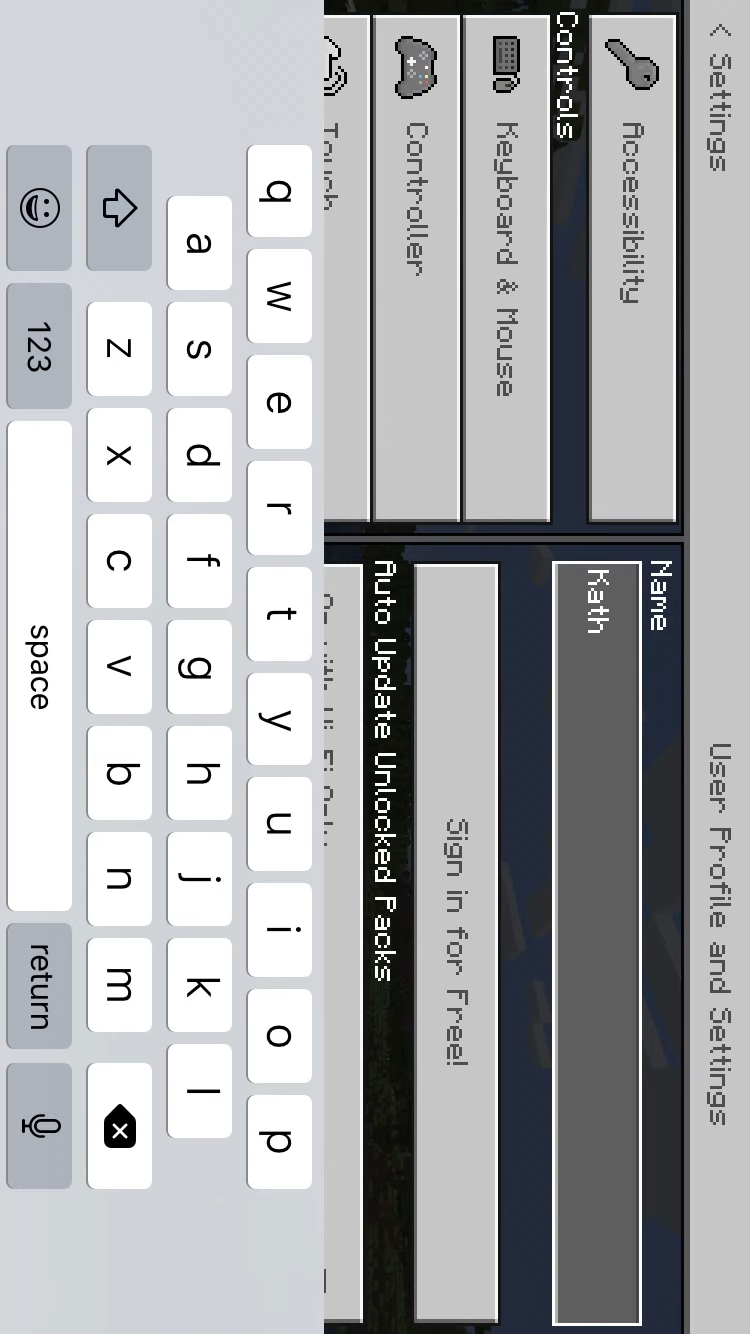 < Settings
User Profile and Settings
Accessibility
Controls
Keyboard & Mouse
Controller
Touch
Name
Kath
Sign in for Free!
Auto Update Unlocked Packs
q w e r t y u i o p
a s d f g h j k l
z x c v b n m
123 space return